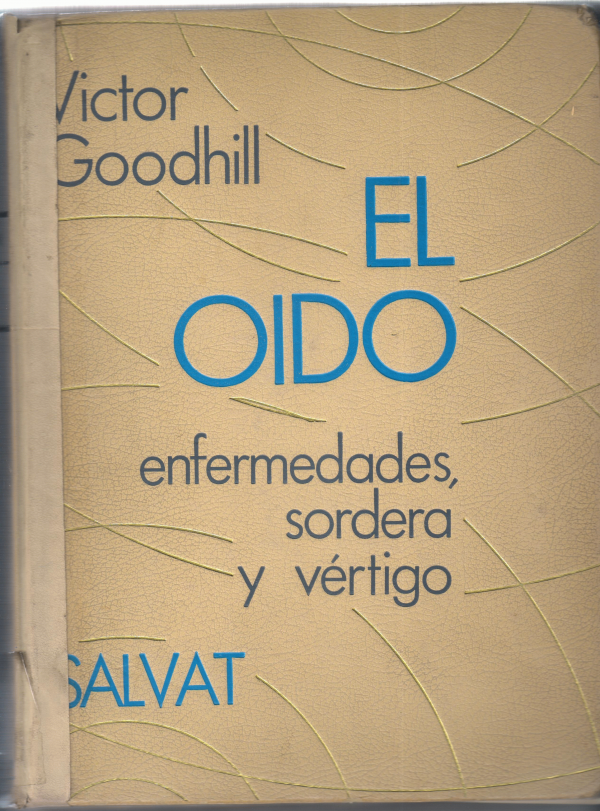 Victor
Goodhill
EL
OIDO
enfermedades,
sordera
y vértigo
SALVAT